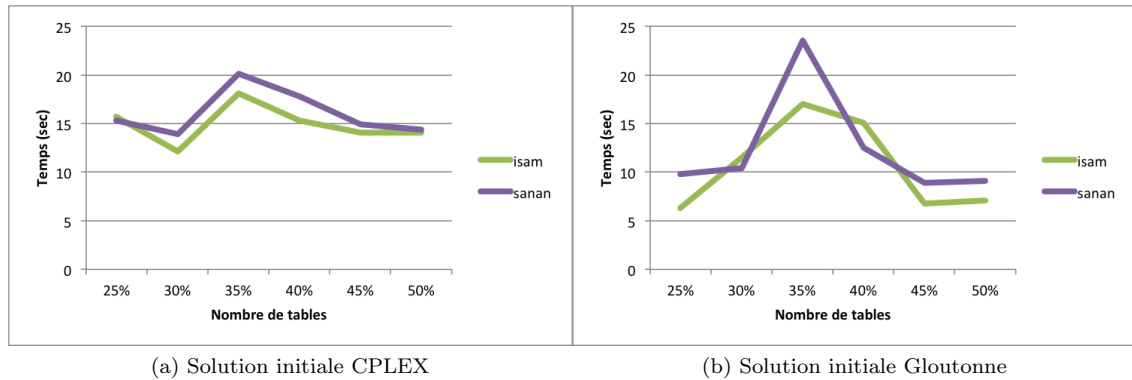 25
20
15
10
5
0
Temps (sec)
25% 30% 35% 40% 45% 50%
Nombre de tables
isam
sanan
(a) Solution initiale CPLEX
25
20
15
10
5
0
Temps (sec)
25% 30% 35% 40% 45% 50%
Nombre de tables
isam
sanan
(b) Solution initiale Gloutonne